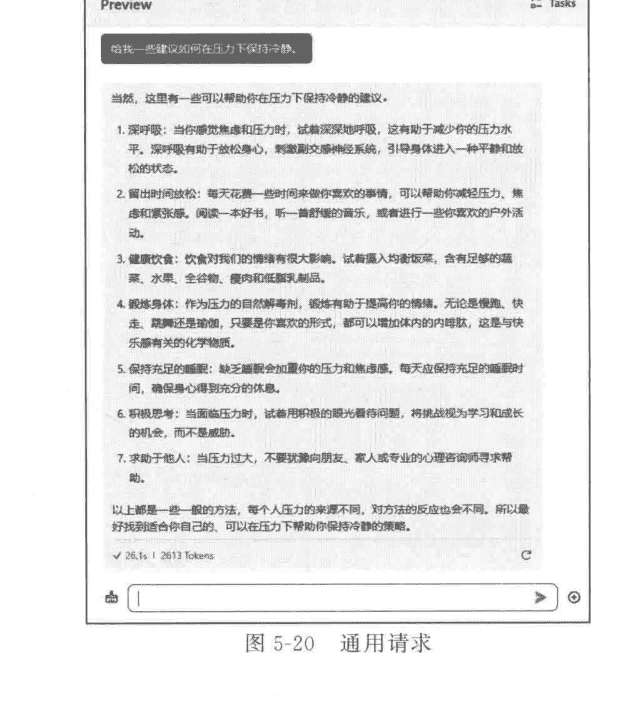 Preview
Tasks
给我一些建议如何在压力下保持冷静。
当然，这里有一些可以帮助你在压力下保持冷静的建议。
1. 深呼吸：当你感觉焦虑和压力时，试着深深地呼吸，这有助于减少你的压力水
平。深呼吸有助于放松身心，刺激副交感神经系统，引导身体进入一种平静和放
松的状态。
2. 留出时间放松：每天花费一些时间来做你喜欢的事情，可以帮助你减轻压力、焦
虑和紧张感。阅读一本好书，听一首舒缓的音乐，或者进行一些你喜欢的户外活
动。
3. 健康饮食：饮食对我们的情绪有很大影响。试着摄入均衡饭菜，含有足够的蔬
菜、水果、全谷物、瘦肉和低脂乳制品。
4. 锻炼身体：作为压力的自然解毒剂，锻炼有助于提高你的情绪。无论是慢跑、快
走、跳舞还是瑜伽，只要是你喜欢的形式，都可以增加体内的内啡肽，这是与快
乐感有关的化学物质。
5. 保持充足的睡眠：缺乏睡眠会加重你的压力和焦虑感。每天应保持充足的睡眠时
间，确保身心得到充分的休息。
6. 积极思考：当面临压力时，试着用积极的眼光看待问题，将挑战视为学习和成长
的机会，而不是威胁。
7. 求助于他人：当压力过大，不要犹豫向朋友、家人或专业的心理咨询师寻求帮
助。
以上都是一些一般的方法，每个人压力的来源不同，对方法的反应也会不同。所以最
好找到适合你自己的、可以在压力下帮助你保持冷静的策略。
26.1s | 2613 Tokens
图 5-20 通用请求